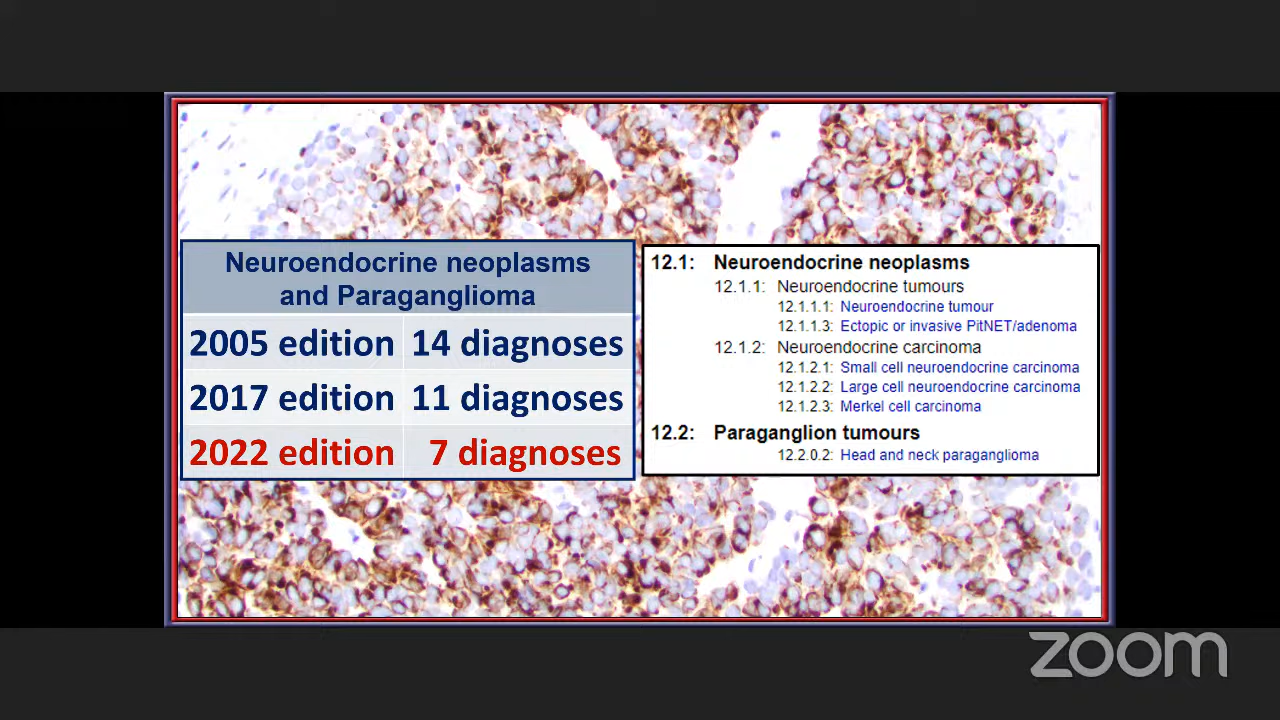 Neuroendocrine neoplasms
and Paraganglioma
2005 edition 14 diagnoses
2017 edition 11 diagnoses
2022 edition 7 diagnoses
12.1: Neuroendocrine neoplasms
12.1.1: Neuroendocrine tumours
12.1.1.1: Neuroendocrine tumour
12.1.1.3: Ectopic or invasive PitNET/adenoma
12.1.2: Neuroendocrine carcinoma
12.1.2.1: Small cell neuroendocrine carcinoma
12.1.2.2: Large cell neuroendocrine carcinoma
12.1.2.3: Merkel cell carcinoma
12.2: Paraganglion tumours
12.2.0.2: Head and neck paraganglioma
zoom